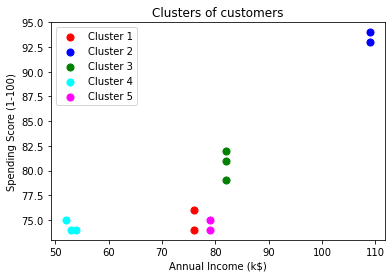 Clusters of customers
95.0
92.5
90.0
87.5
85.0
82.5
80.0
77.5
75.0
Spending Score (1-100)
Cluster 1
Cluster 2
Cluster 3
Cluster 4
Cluster 5
50 60 70 80 90 100 110
Annual Income (k$)